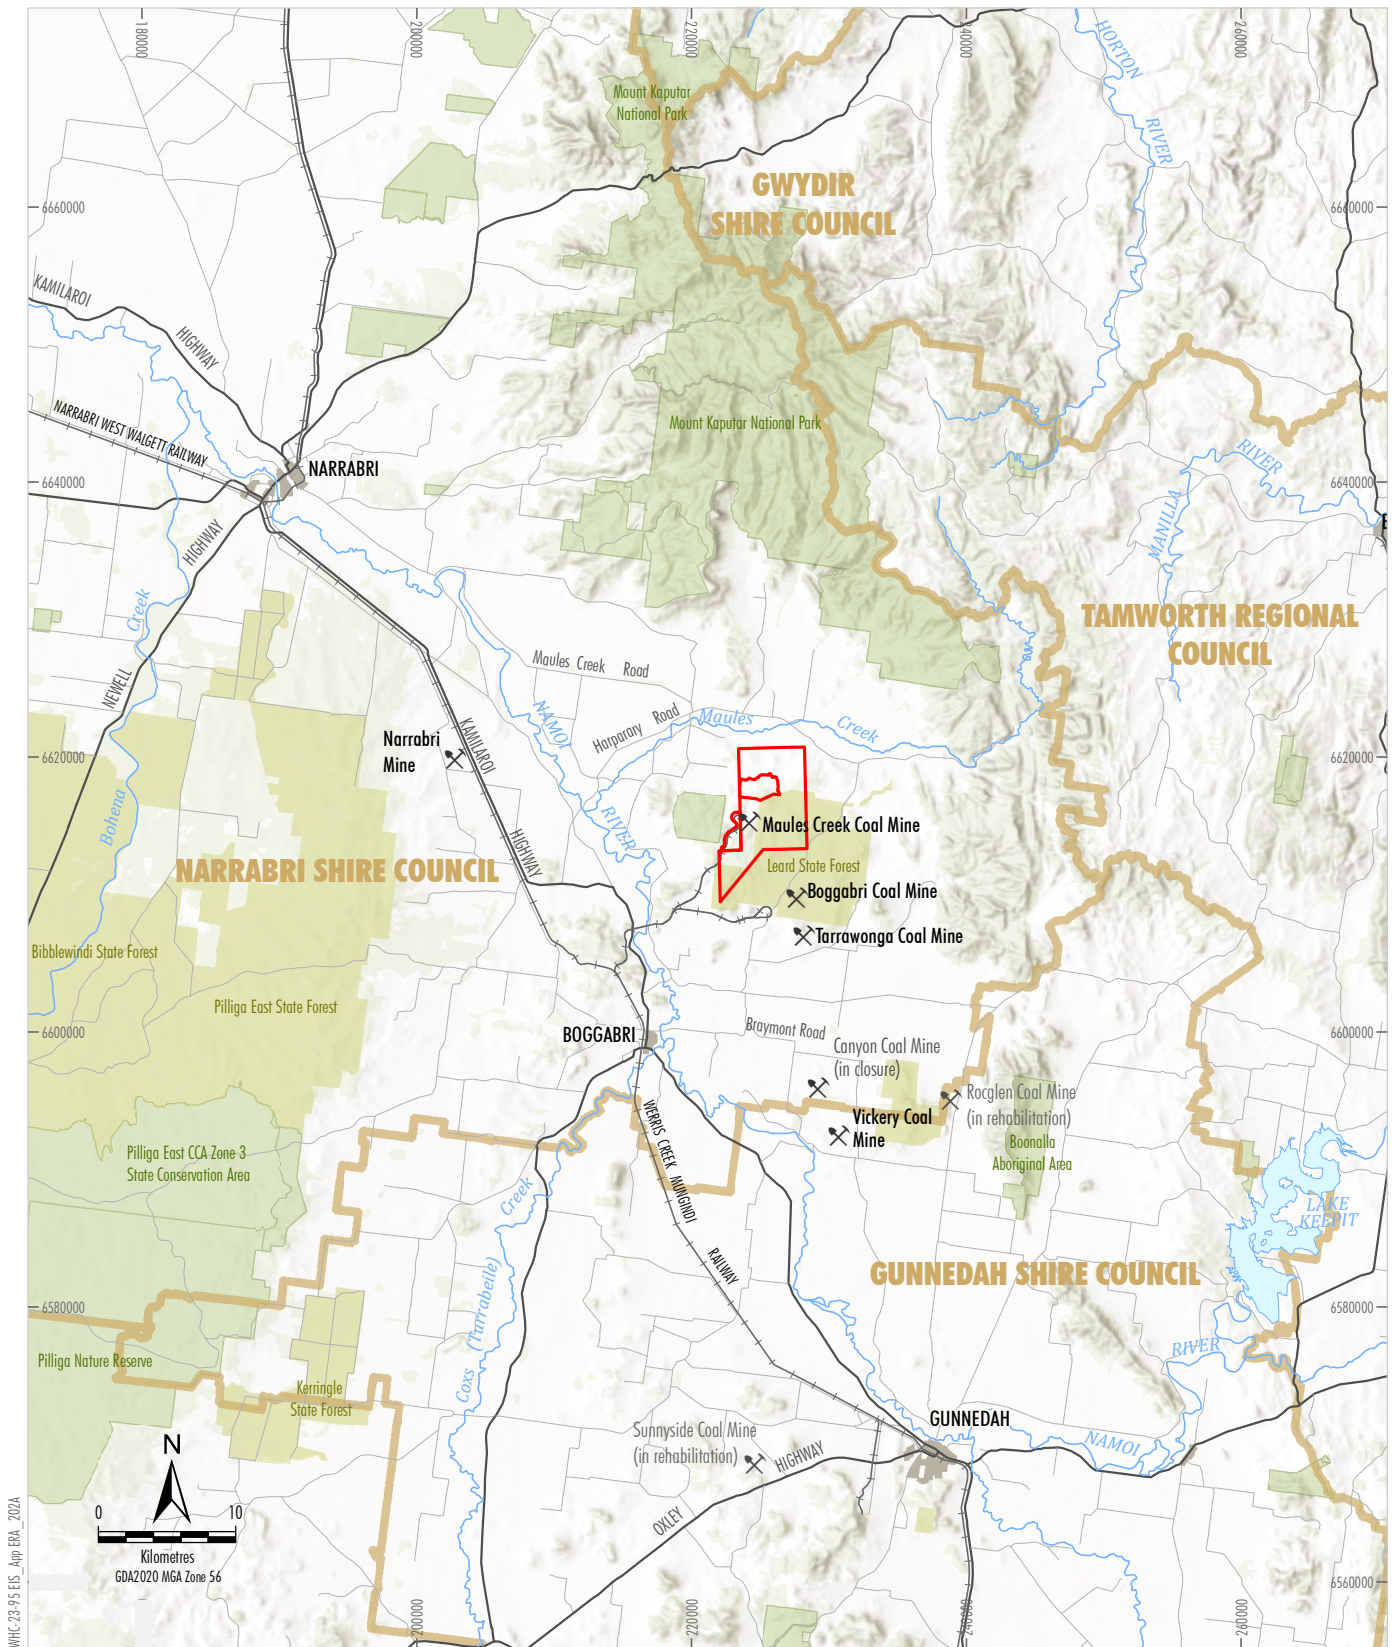 180000
200000
220000
240000
260000
HORTON
RIVER
Mount Kaputar
National Park
GWYDIR
SHIRE COUNCIL
6660000
6660000
KAMILAROI
HIGHWAY
Mount Kaputar National Park
NARRABRI WEST WALGETT RAILWAY
NARRABRI
RIVER
6640000
6640000
MANILLA
HIGHWAY
Creek
TAMWORTH REGIONAL
COUNCIL
Maules Creek Road
NEWELL
NAMOI
Harparary Road
Maules
Creek
Narrabri
Mine
KAMILAROI
6620000
6620000
Bohena
RIVER
Maules Creek Coal Mine
HIGHWAY
NARRABRI SHIRE COUNCIL
Leard State Forest
Boggabri Coal Mine
Tarrawonga Coal Mine
Bibblewindi State Forest
Pilliga East State Forest
BOGGABRI
Braymont Road
6600000
6600000
Canyon Coal Mine
(in closure)
Rocglen Coal Mine
(in rehabilitation)
Vickery Coal
Mine
WERRIS CREEK MUNGINDI
Boonalla
Aboriginal Area
Pilliga East CCA Zone 3
State Conservation Area
Creek
LAKE
KEEPIT
RAILWAY
GUNNEDAH SHIRE COUNCIL
(Turrabeile)
6580000
6580000
RIVER
Pilliga Nature Reserve
Coxs
Kerringle
State Forest
GUNNEDAH
Sunnyside Coal Mine
(in rehabilitation)
HIGHWAY
NAMOI
N
0 10
OXLEY
Kilometres
GDA2020 MGA Zone 56
6560000
WHC-23-95 EIS_App ERA_202A
200000
220000
240000
260000